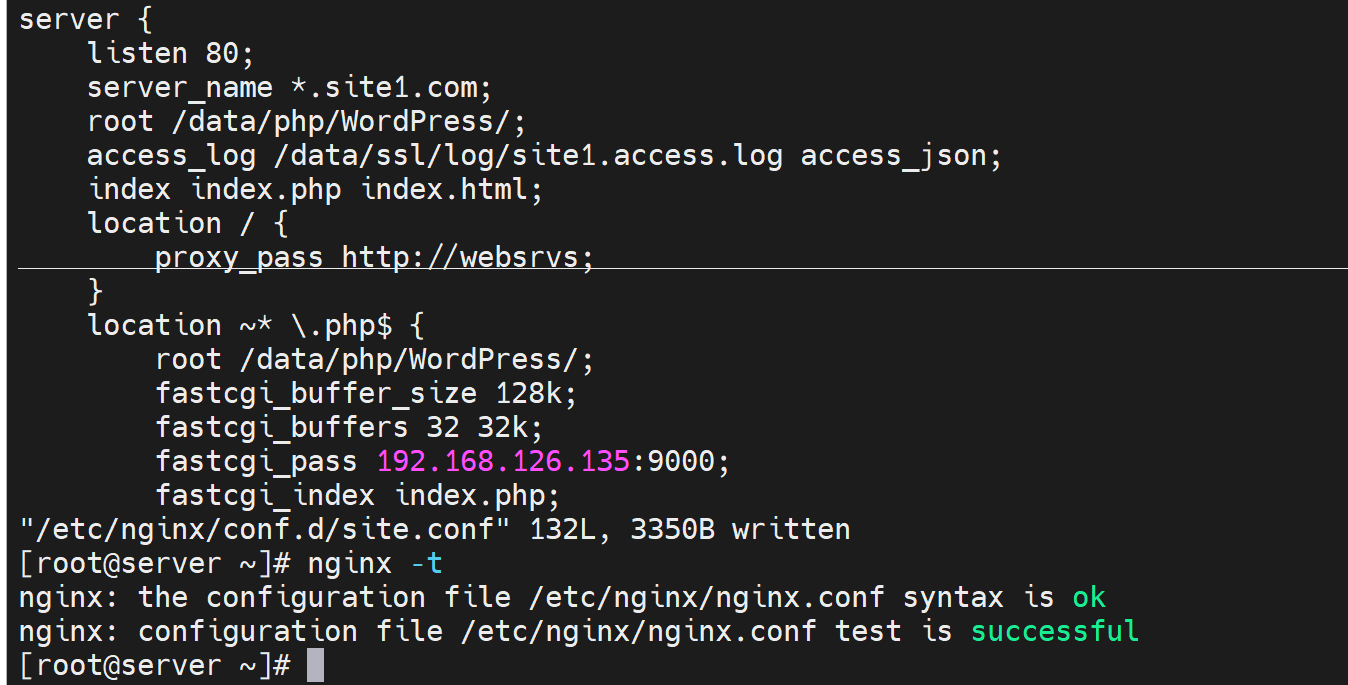 server {
    listen 80;
    server_name *.site1.com;
    root /data/php/WordPress/;
    access_log /data/ssl/log/site1.access.log access_json;
    index index.php index.html;
    location / {
        proxy_pass http://websrvs;
    }
    location ~* \.php$ {
        root /data/php/WordPress/;
        fastcgi_buffer_size 128k;
        fastcgi_buffers 32 32k;
        fastcgi_pass 192.168.126.135:9000;
        fastcgi_index index.php;
"/etc/nginx/conf.d/site.conf" 132L, 3350B written
[root@server ~]# nginx -t
nginx: the configuration file /etc/nginx/nginx.conf syntax is ok
nginx: configuration file /etc/nginx/nginx.conf test is successful
[root@server ~]#